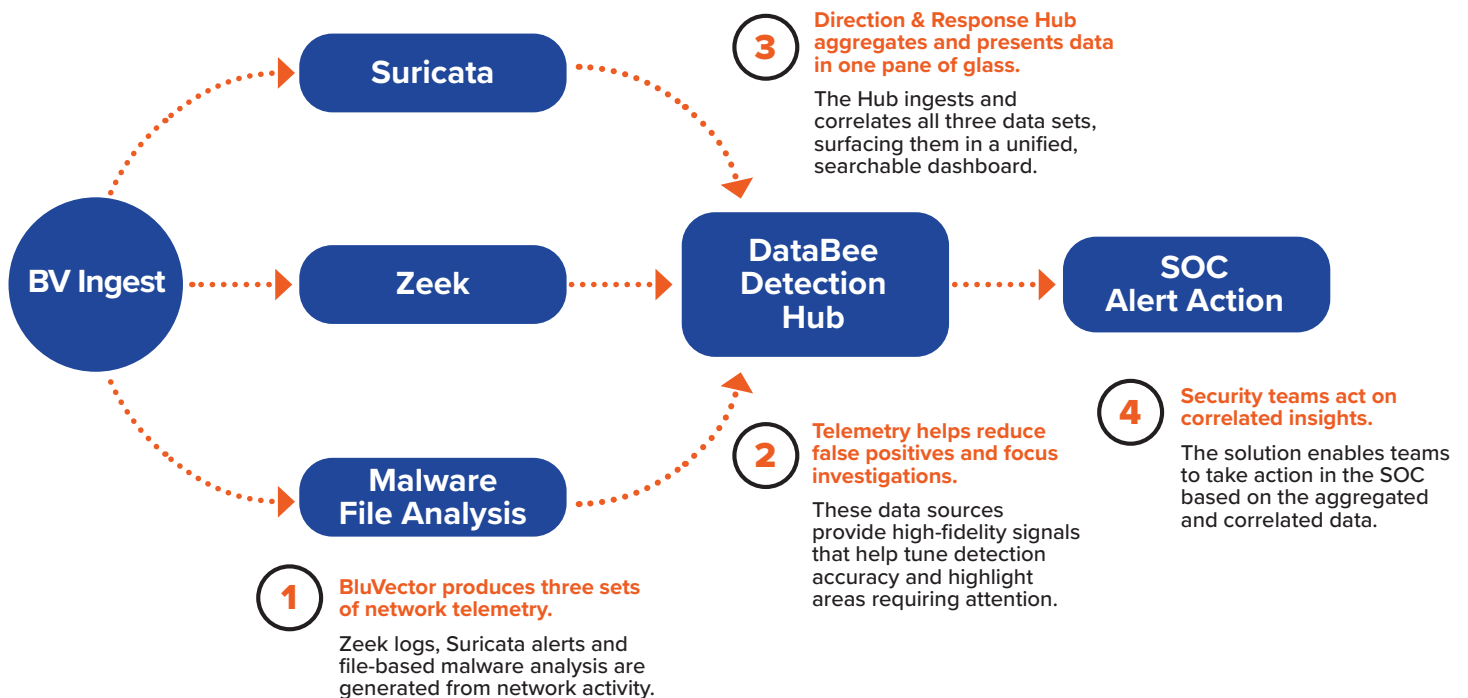 Suricata
BV Ingest
Zeek
Malware
File Analysis
DataBee
Detection
Hub
SOC
Alert Action
1
BluVector produces three sets
of network telemetry.
Zeek logs, Suricata alerts and
file-based malware analysis are
generated from network activity.
2
Telemetry helps reduce
false positives and focus
investigations.
These data sources
provide high-fidelity signals
that help tune detection
accuracy and highlight
areas requiring attention.
3
Direction & Response Hub
aggregates and presents data
in one pane of glass.
The Hub ingests and
correlates all three data sets,
surfacing them in a unified,
searchable dashboard.
4
Security teams act on
correlated insights.
The solution enables teams
to take action in the SOC
based on the aggregated
and correlated data.